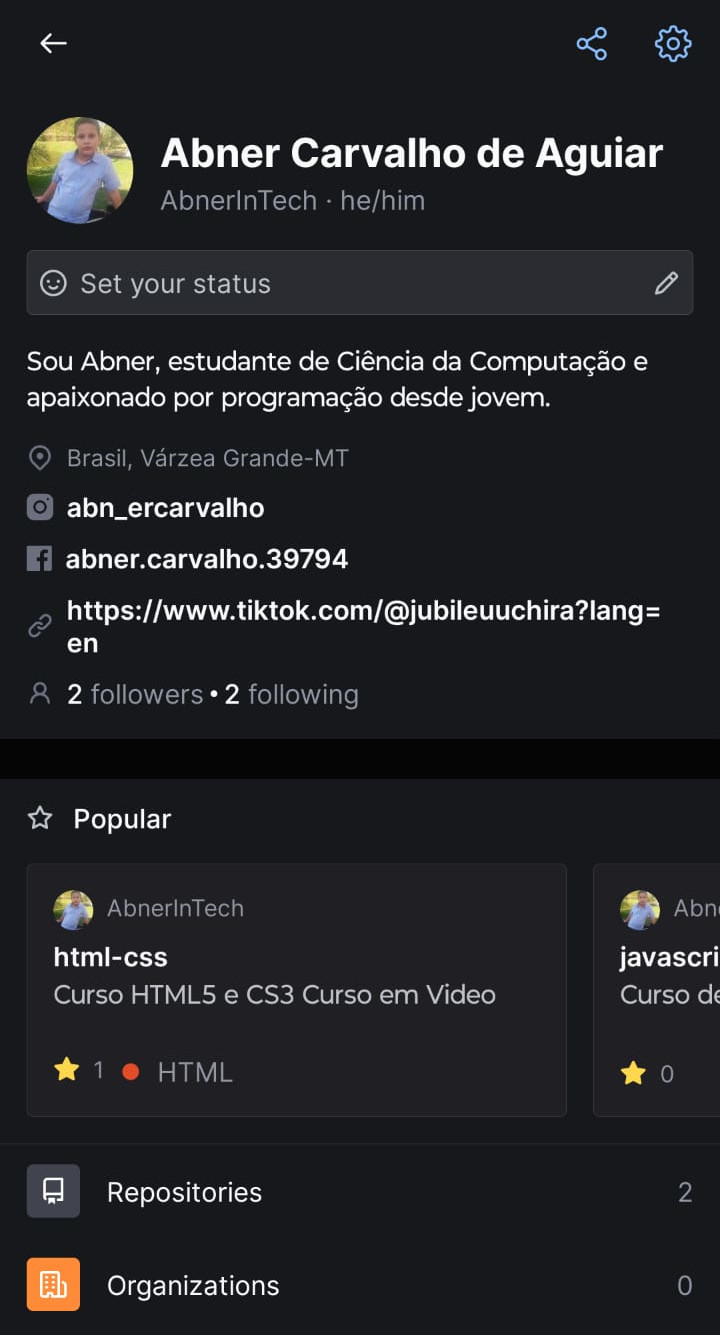 Abner Carvalho de Aguiar
AbnerInTech · he/him
Set your status
Sou Abner, estudante de Ciência da Computação e
apaixonado por programação desde jovem.
Brasil, Várzea Grande-MT
abn_ercarvalho
abner.carvalho.39794
https://www.tiktok.com/@jubileuuchira?lang=
en
2 followers • 2 following
Popular
AbnerInTech
html-css
Curso HTML5 e CS3 Curso em Video
1 HTML
Abn
javascri
Curso de
0
Repositories 2
Organizations 0